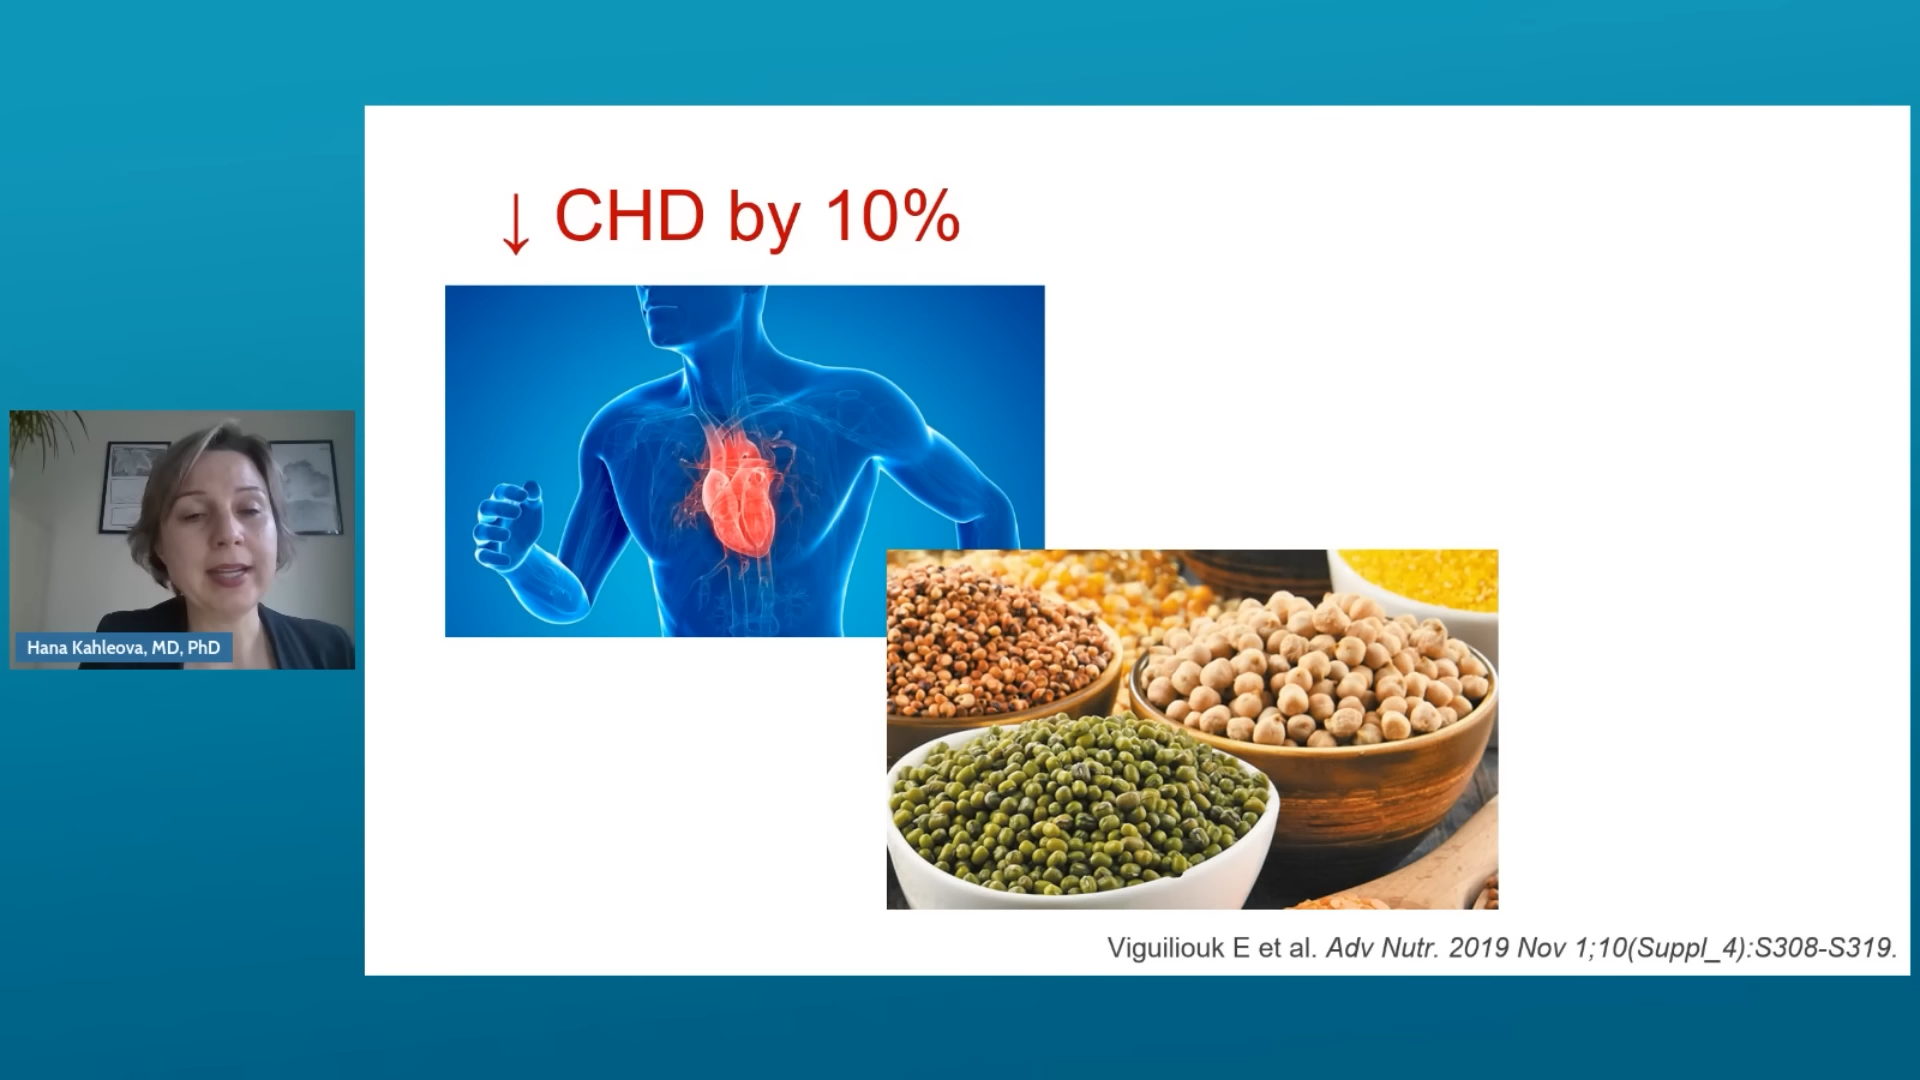 ↓ CHD by 10%
Hana Kahleova, MD, PhD
Viguiliouk E et al. Adv Nutr. 2019 Nov 1;10(Suppl_4):S308-S319.